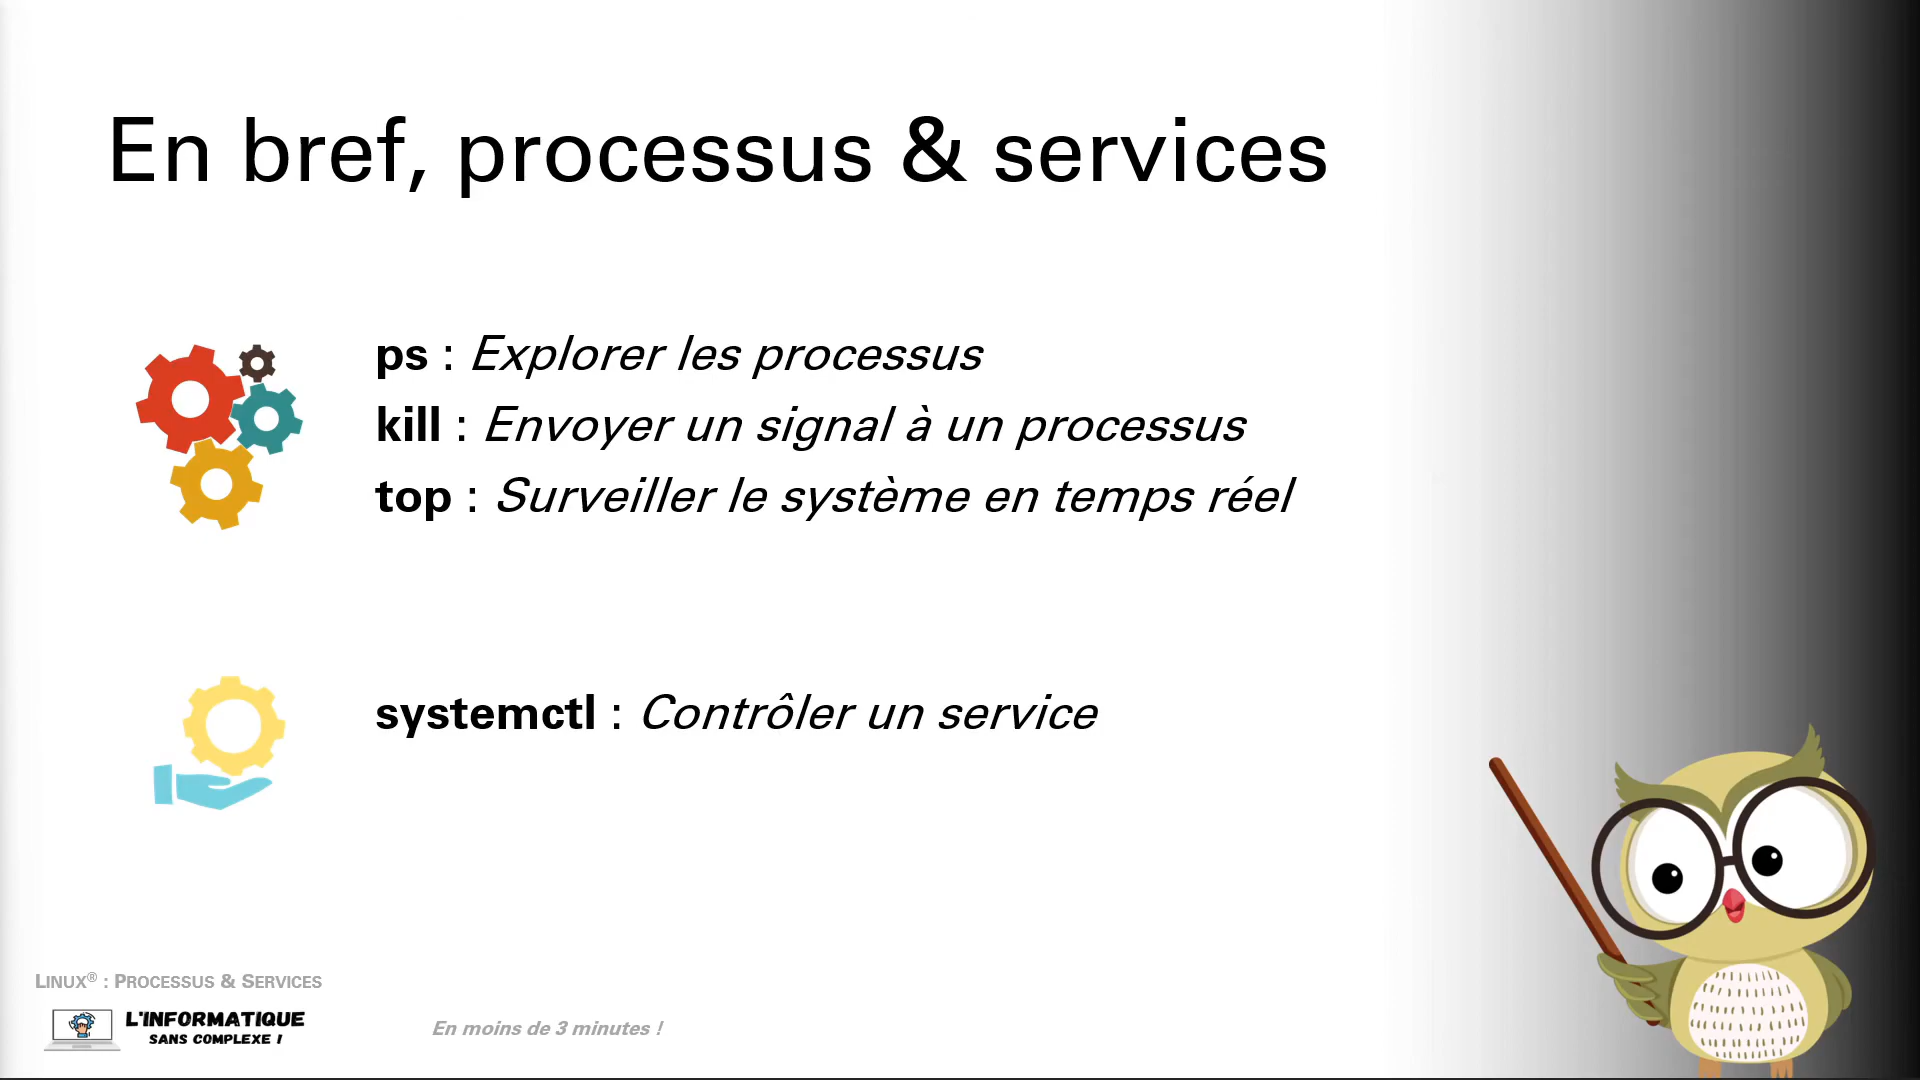 En bref, processus & services
ps : Explorer les processus
kill : Envoyer un signal à un processus
top : Surveiller le système en temps réel
systemctl : Contrôler un service
LINUX® : PROCESSUS & SERVICES
L'INFORMATIQUE
SANS COMPLEXE !
En moins de 3 minutes !